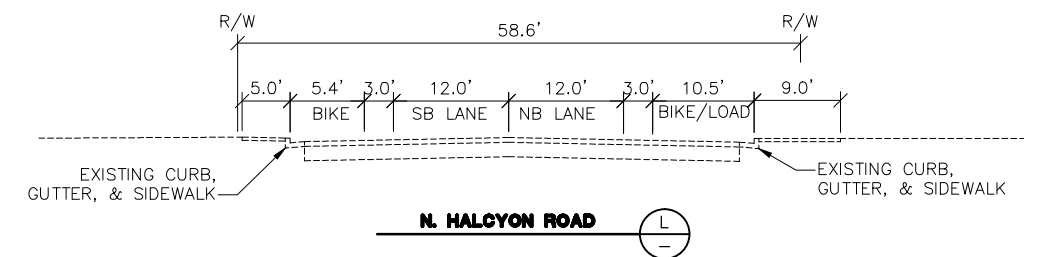 R/W
R/W
58.6'
5.0' 5.4' 3.0' 12.0' 12.0' 3.0' 10.5' 9.0'
BIKE SB LANE NB LANE BIKE/LOAD
EXISTING CURB,
GUTTER, & SIDEWALK
EXISTING CURB,
GUTTER, & SIDEWALK
N. HALCYON ROAD
L
–